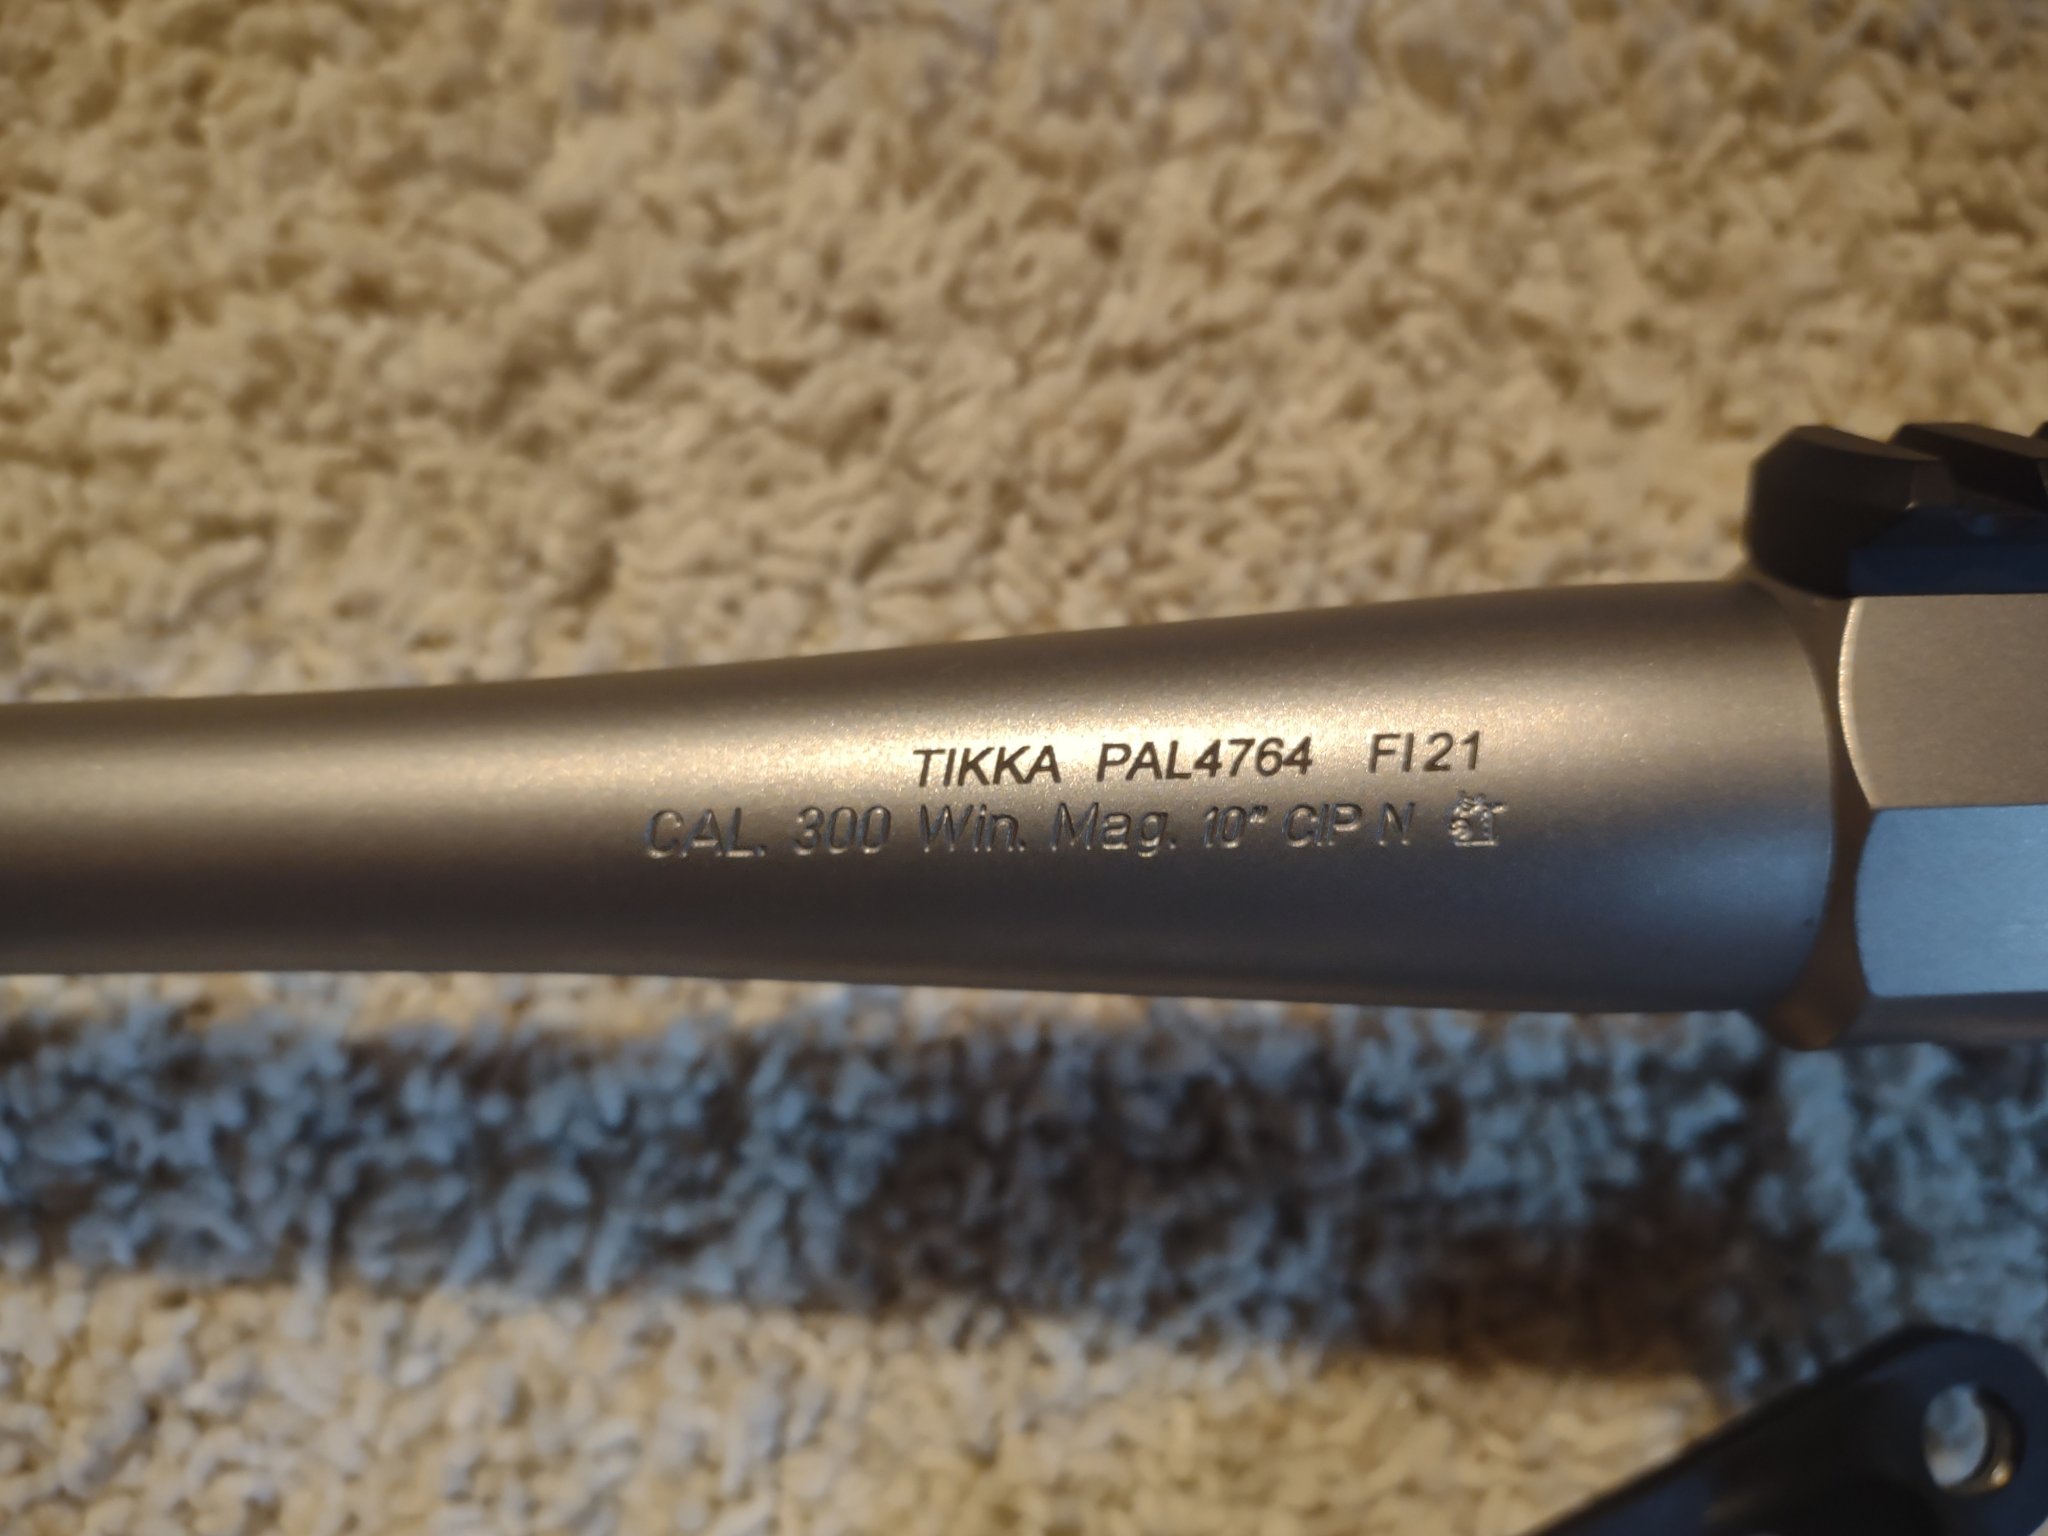 TIKKA PAL4764 FI21
CAL. 300 Win. Mag. 10" CIP N